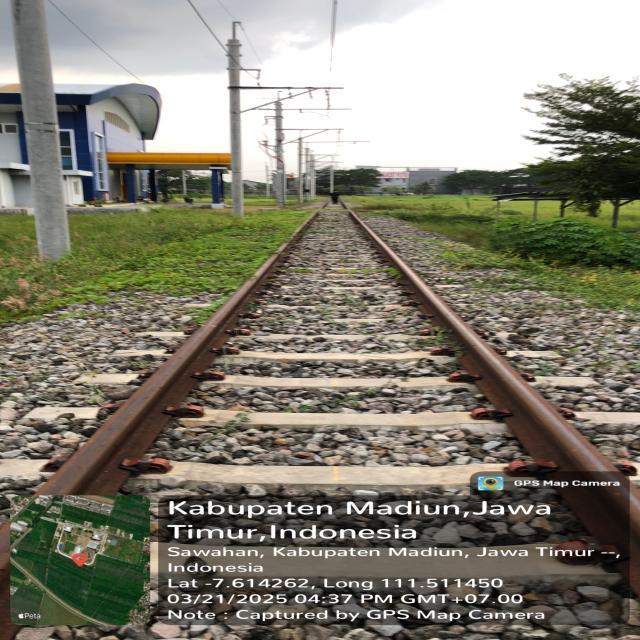 GPS Map Camera
Kabupaten Madiun,Jawa
Timur,Indonesia
Sawahan, Kabupaten Madiun, Jawa Timur --,
Indonesia
Lat -7.614262, Long 111.511450
03/21/2025 04:37 PM GMT+07.00
Note : Captured by GPS Map Camera
Peta